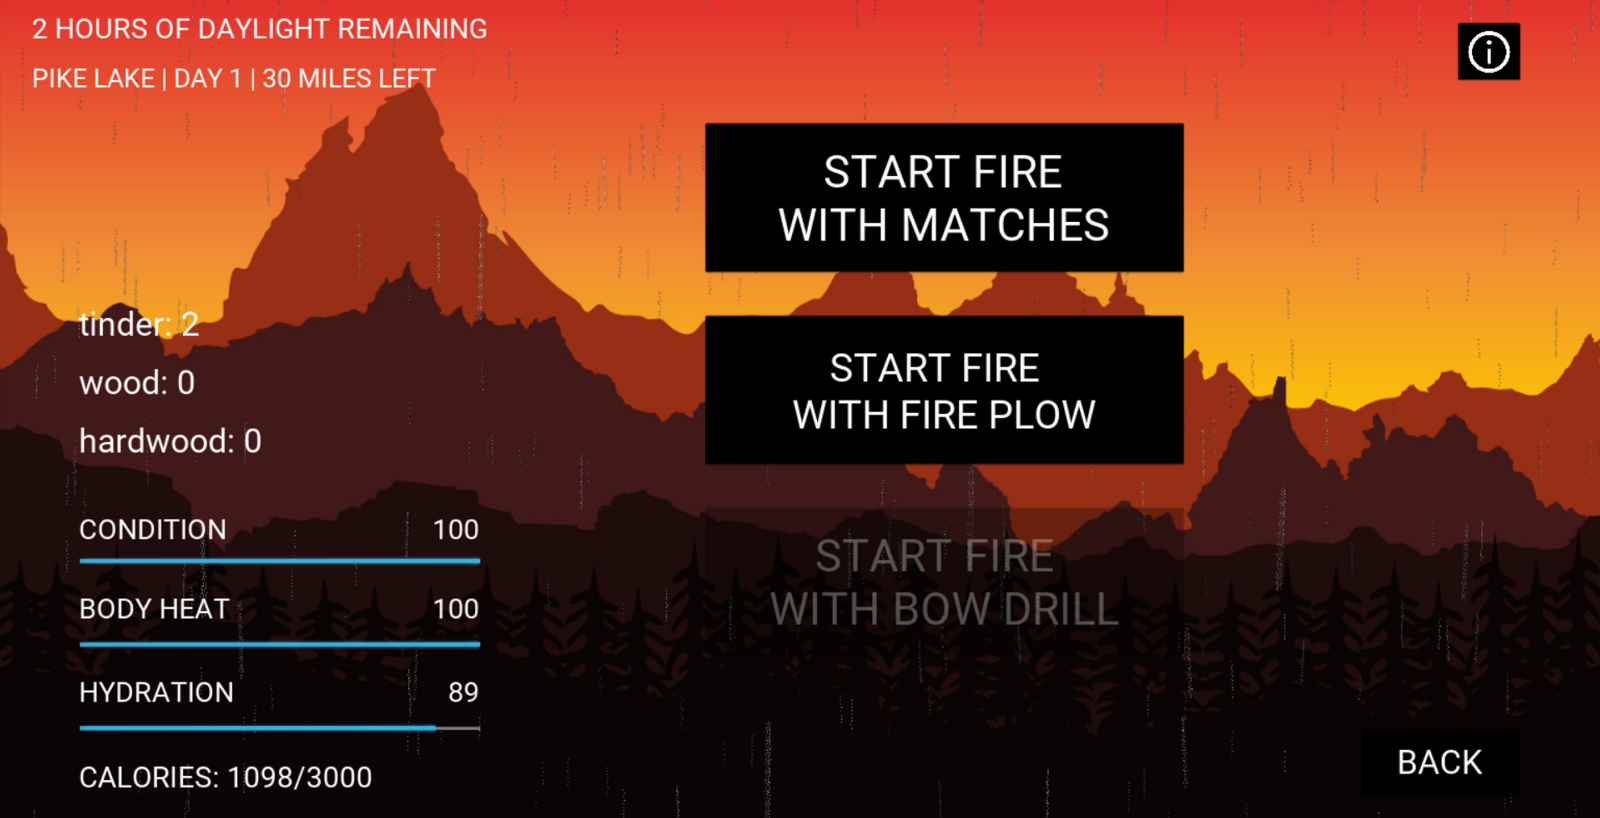 2 HOURS OF DAYLIGHT REMAINING
PIKE LAKE | DAY 1 | 30 MILES LEFT
START FIRE
WITH MATCHES
START FIRE
WITH FIRE PLOW
START FIRE
WITH BOW DRILL
tinder: 2
wood: 0
hardwood: 0
CONDITION 100
BODY HEAT 100
HYDRATION 89
CALORIES: 1098/3000
BACK